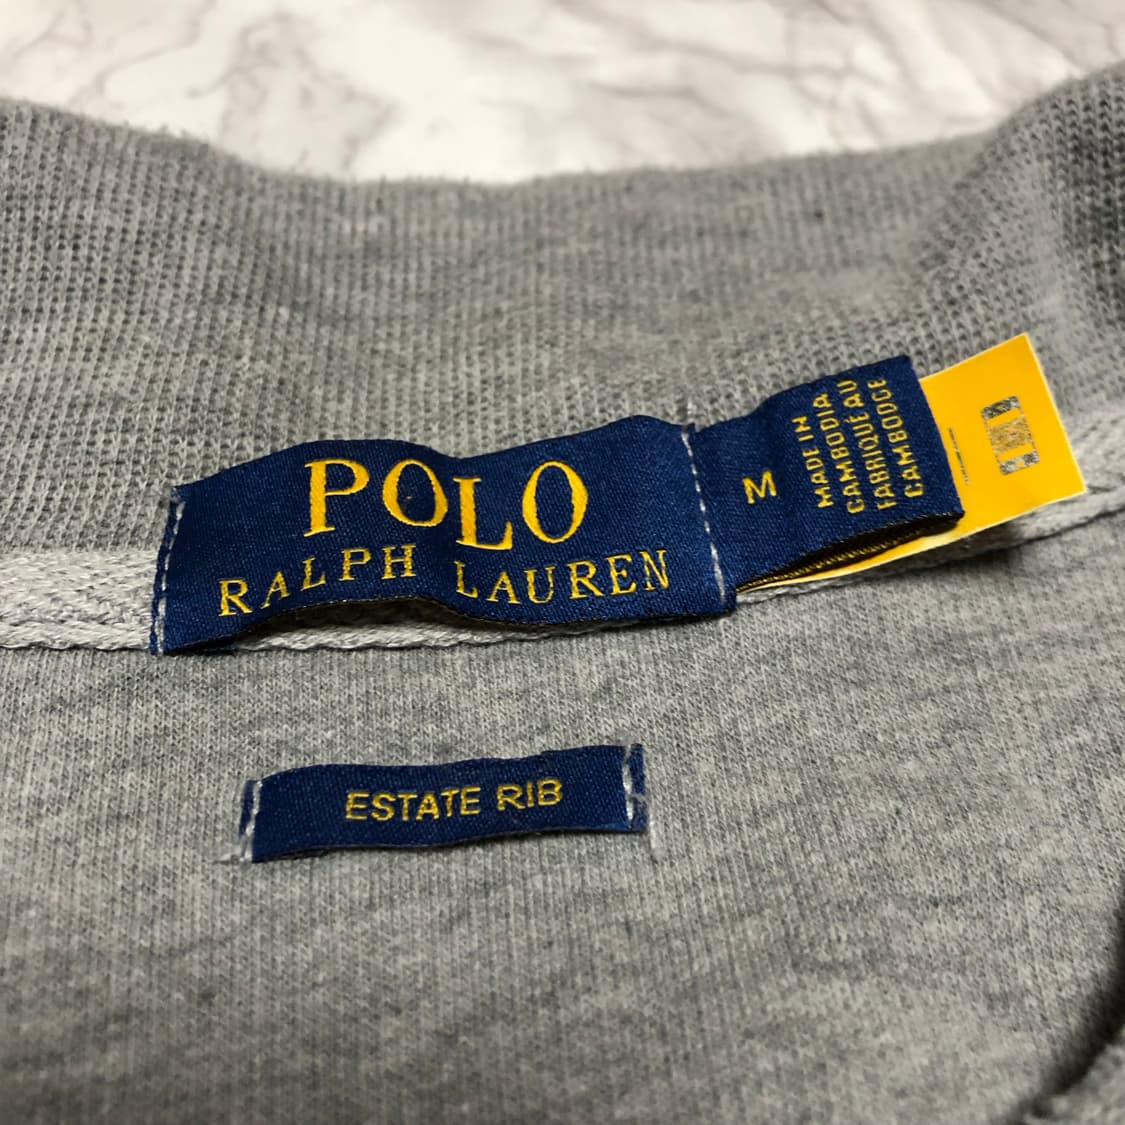 POLO
RALPH LAUREN
M
MADE IN
CAMBODIA
FABRIQUÉ AU
CAMBODGE
ESTATE RIB